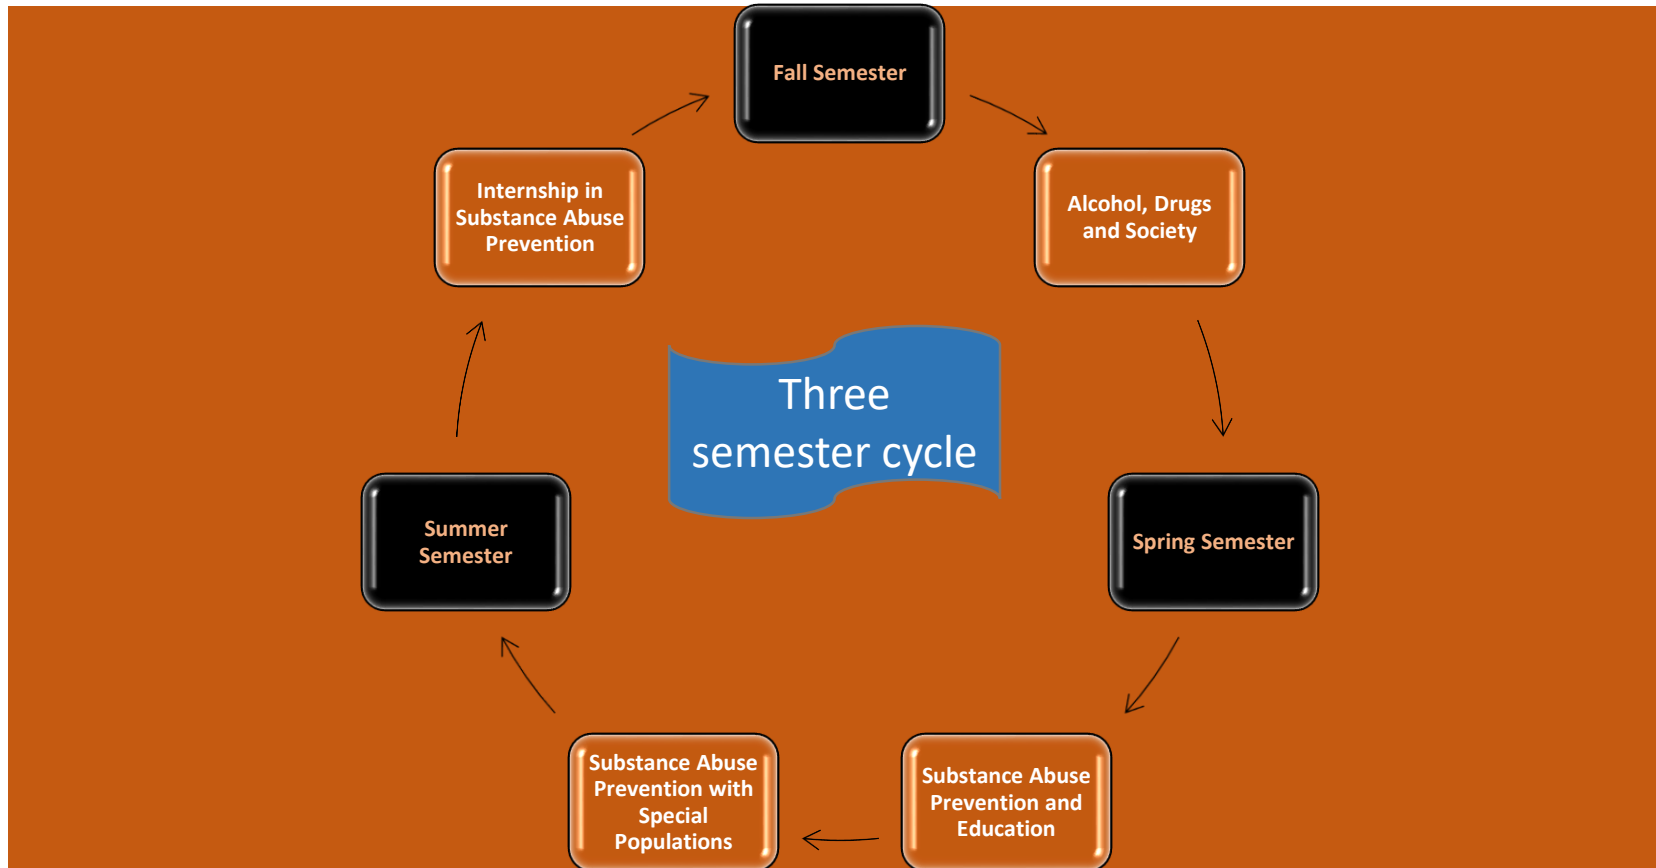 Fall Semester
Alcohol, Drugs
and Society
Spring Semester
Substance Abuse
Prevention and
Education
Substance Abuse
Prevention with
Special
Populations
Summer
Semester
Internship in
Substance Abuse
Prevention
Three
semester cycle